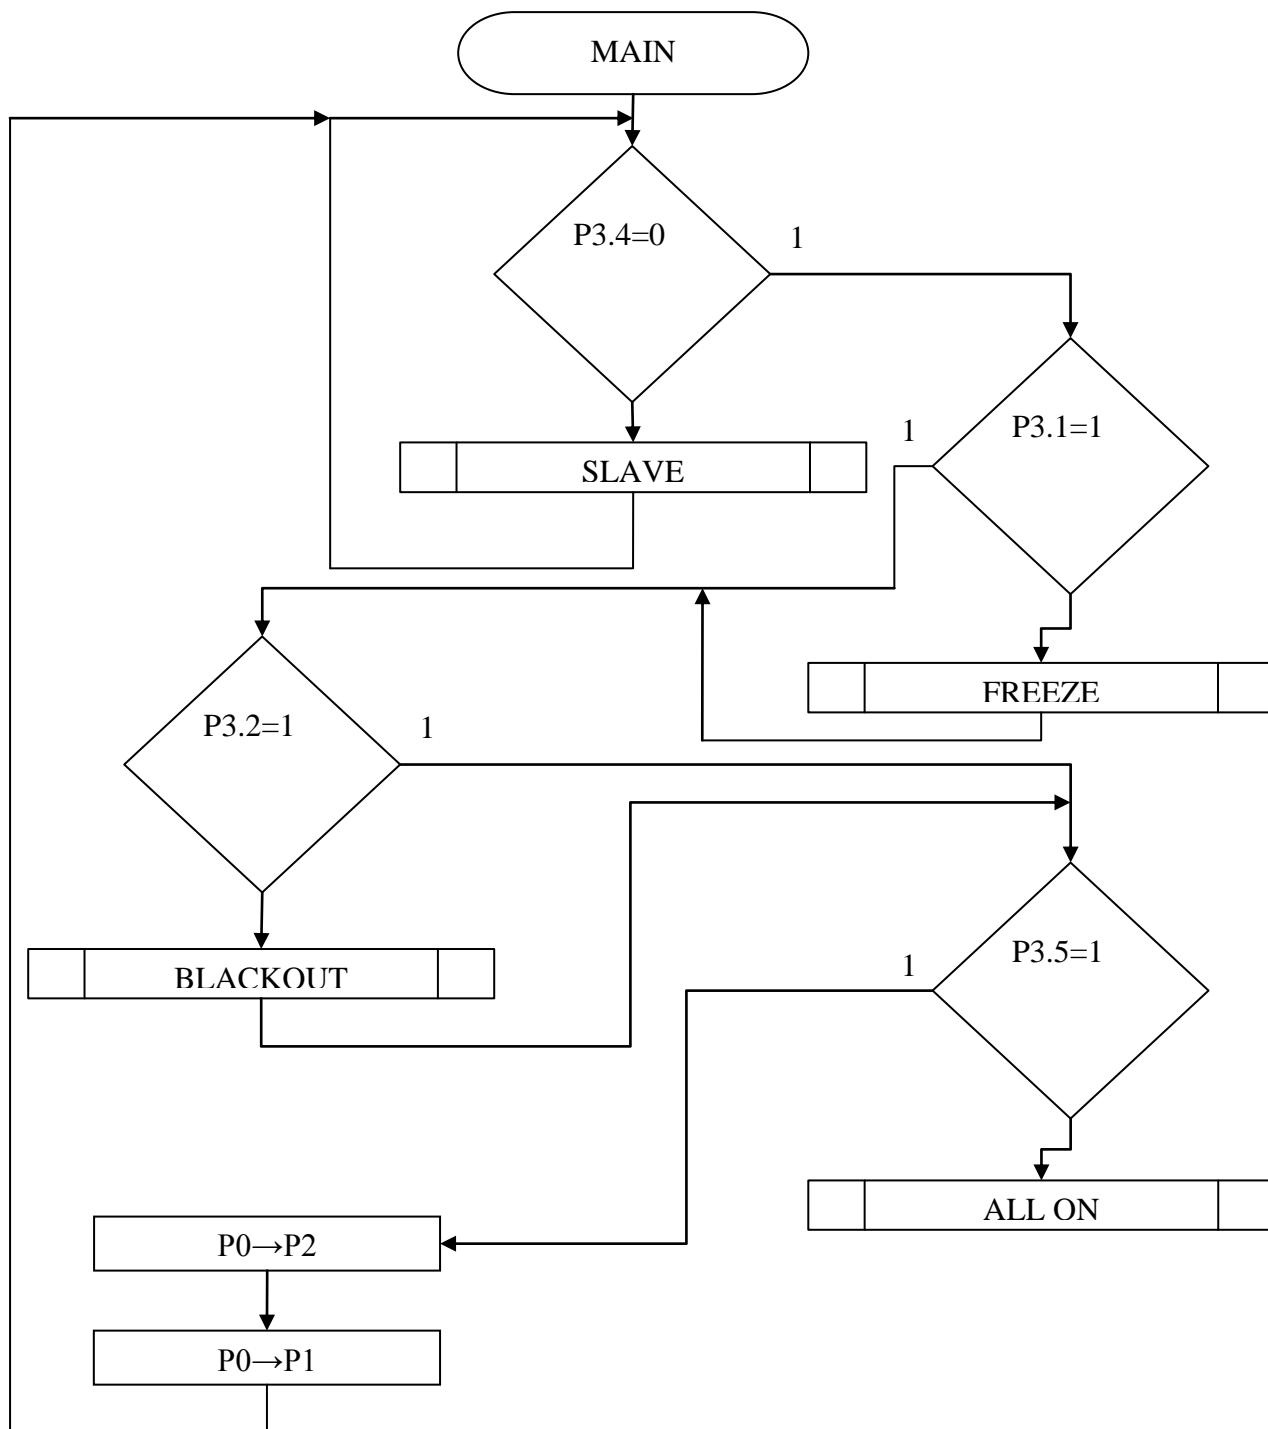 MAIN
P3.4=0
1
P3.1=1
1
SLAVE
FREEZE
P3.2=1
1
P3.5=1
1
BLACKOUT
ALL ON
P0→P2
P0→P1